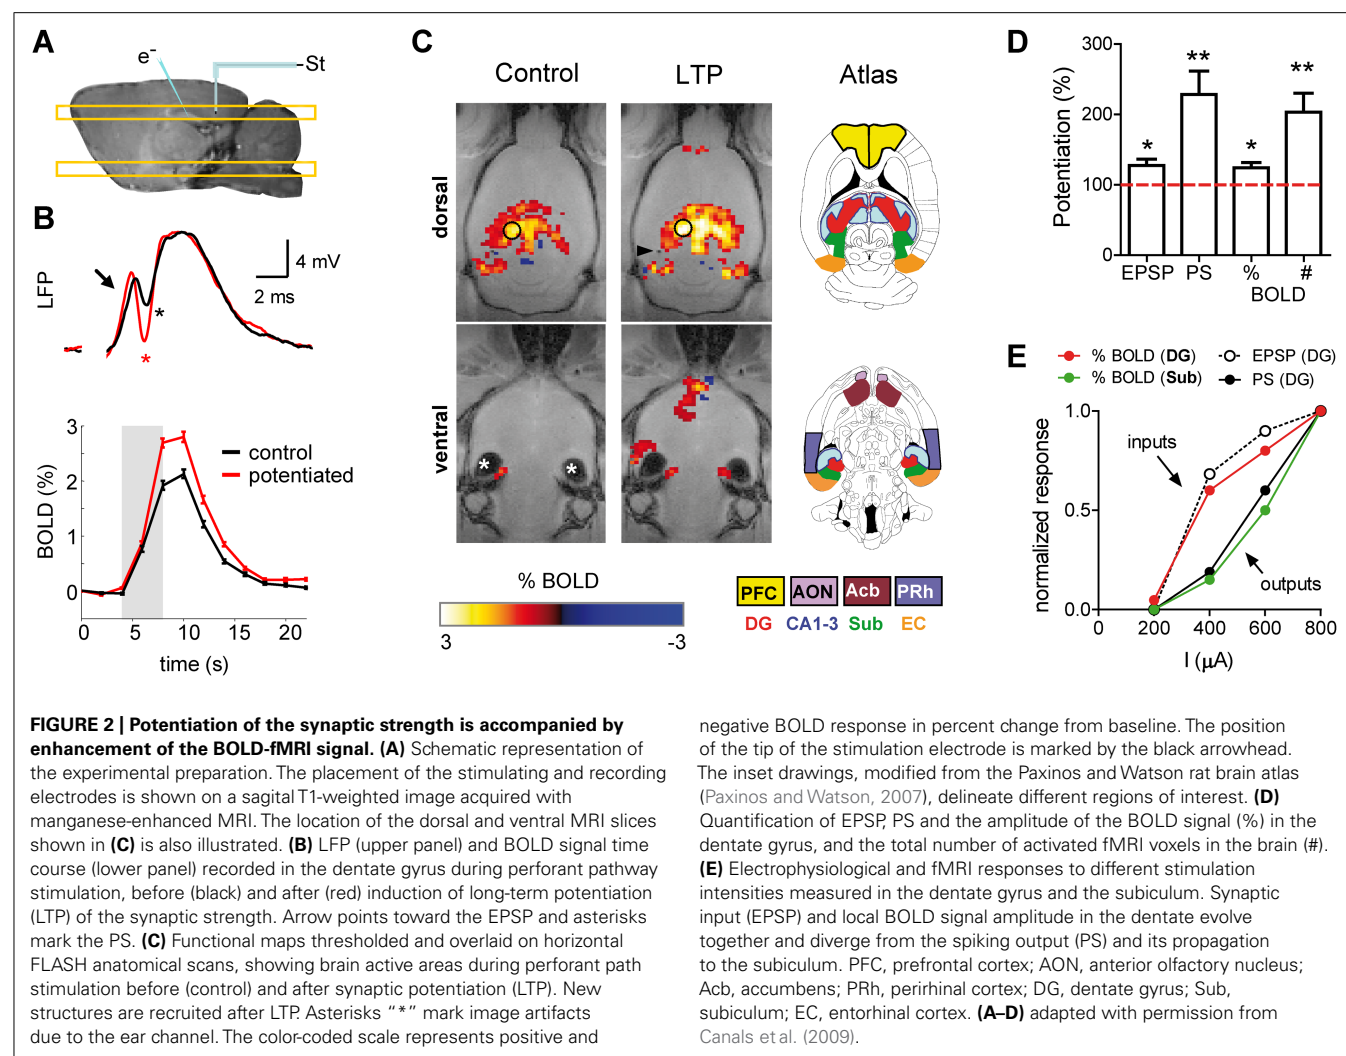 A
e-
St
B
LFP
4 mV
2 ms
*
*
3
2
1
0
BOLD (%)
control
potentiated
0
5
10
15
20
time (s)
C
Control
LTP
Atlas
dorsal
ventral
*
*
% BOLD
3
-3
PFC
AON
Acb
PRh
DG
CA1-3
Sub
EC
D
300
200
100
0
Potentiation (%)
*
**
*
**
EPSP
PS
%
#
BOLD
E
% BOLD (DG)
EPSP (DG)
% BOLD (Sub)
PS (DG)
1.0
0.5
0.0
normalized response
inputs
outputs
0
200
400
600
800
I (μA)
FIGURE 2 | Potentiation of the synaptic strength is accompanied by
enhancement of the BOLD-fMRI signal. (A) Schematic representation of
the experimental preparation. The placement of the stimulating and recording
electrodes is shown on a sagital T1-weighted image acquired with
manganese-enhanced MRI. The location of the dorsal and ventral MRI slices
shown in (C) is also illustrated. (B) LFP (upper panel) and BOLD signal time
course (lower panel) recorded in the dentate gyrus during perforant pathway
stimulation, before (black) and after (red) induction of long-term potentiation
(LTP) of the synaptic strength. Arrow points toward the EPSP and asterisks
mark the PS. (C) Functional maps thresholded and overlaid on horizontal
FLASH anatomical scans, showing brain active areas during perforant path
stimulation before (control) and after synaptic potentiation (LTP). New
structures are recruited after LTP. Asterisks “*” mark image artifacts
due to the ear channel. The color-coded scale represents positive and
negative BOLD response in percent change from baseline. The position
of the tip of the stimulation electrode is marked by the black arrowhead.
The inset drawings, modified from the Paxinos and Watson rat brain atlas
(Paxinos and Watson, 2007), delineate different regions of interest. (D)
Quantification of EPSP, PS and the amplitude of the BOLD signal (%) in the
dentate gyrus, and the total number of activated fMRI voxels in the brain (#).
(E) Electrophysiological and fMRI responses to different stimulation
intensities measured in the dentate gyrus and the subiculum. Synaptic
input (EPSP) and local BOLD signal amplitude in the dentate evolve
together and diverge from the spiking output (PS) and its propagation
to the subiculum. PFC, prefrontal cortex; AON, anterior olfactory nucleus;
Acb, accumbens; PRh, perirhinal cortex; DG, dentate gyrus; Sub,
subiculum; EC, entorhinal cortex. (A–D) adapted with permission from
Canals et al. (2009).